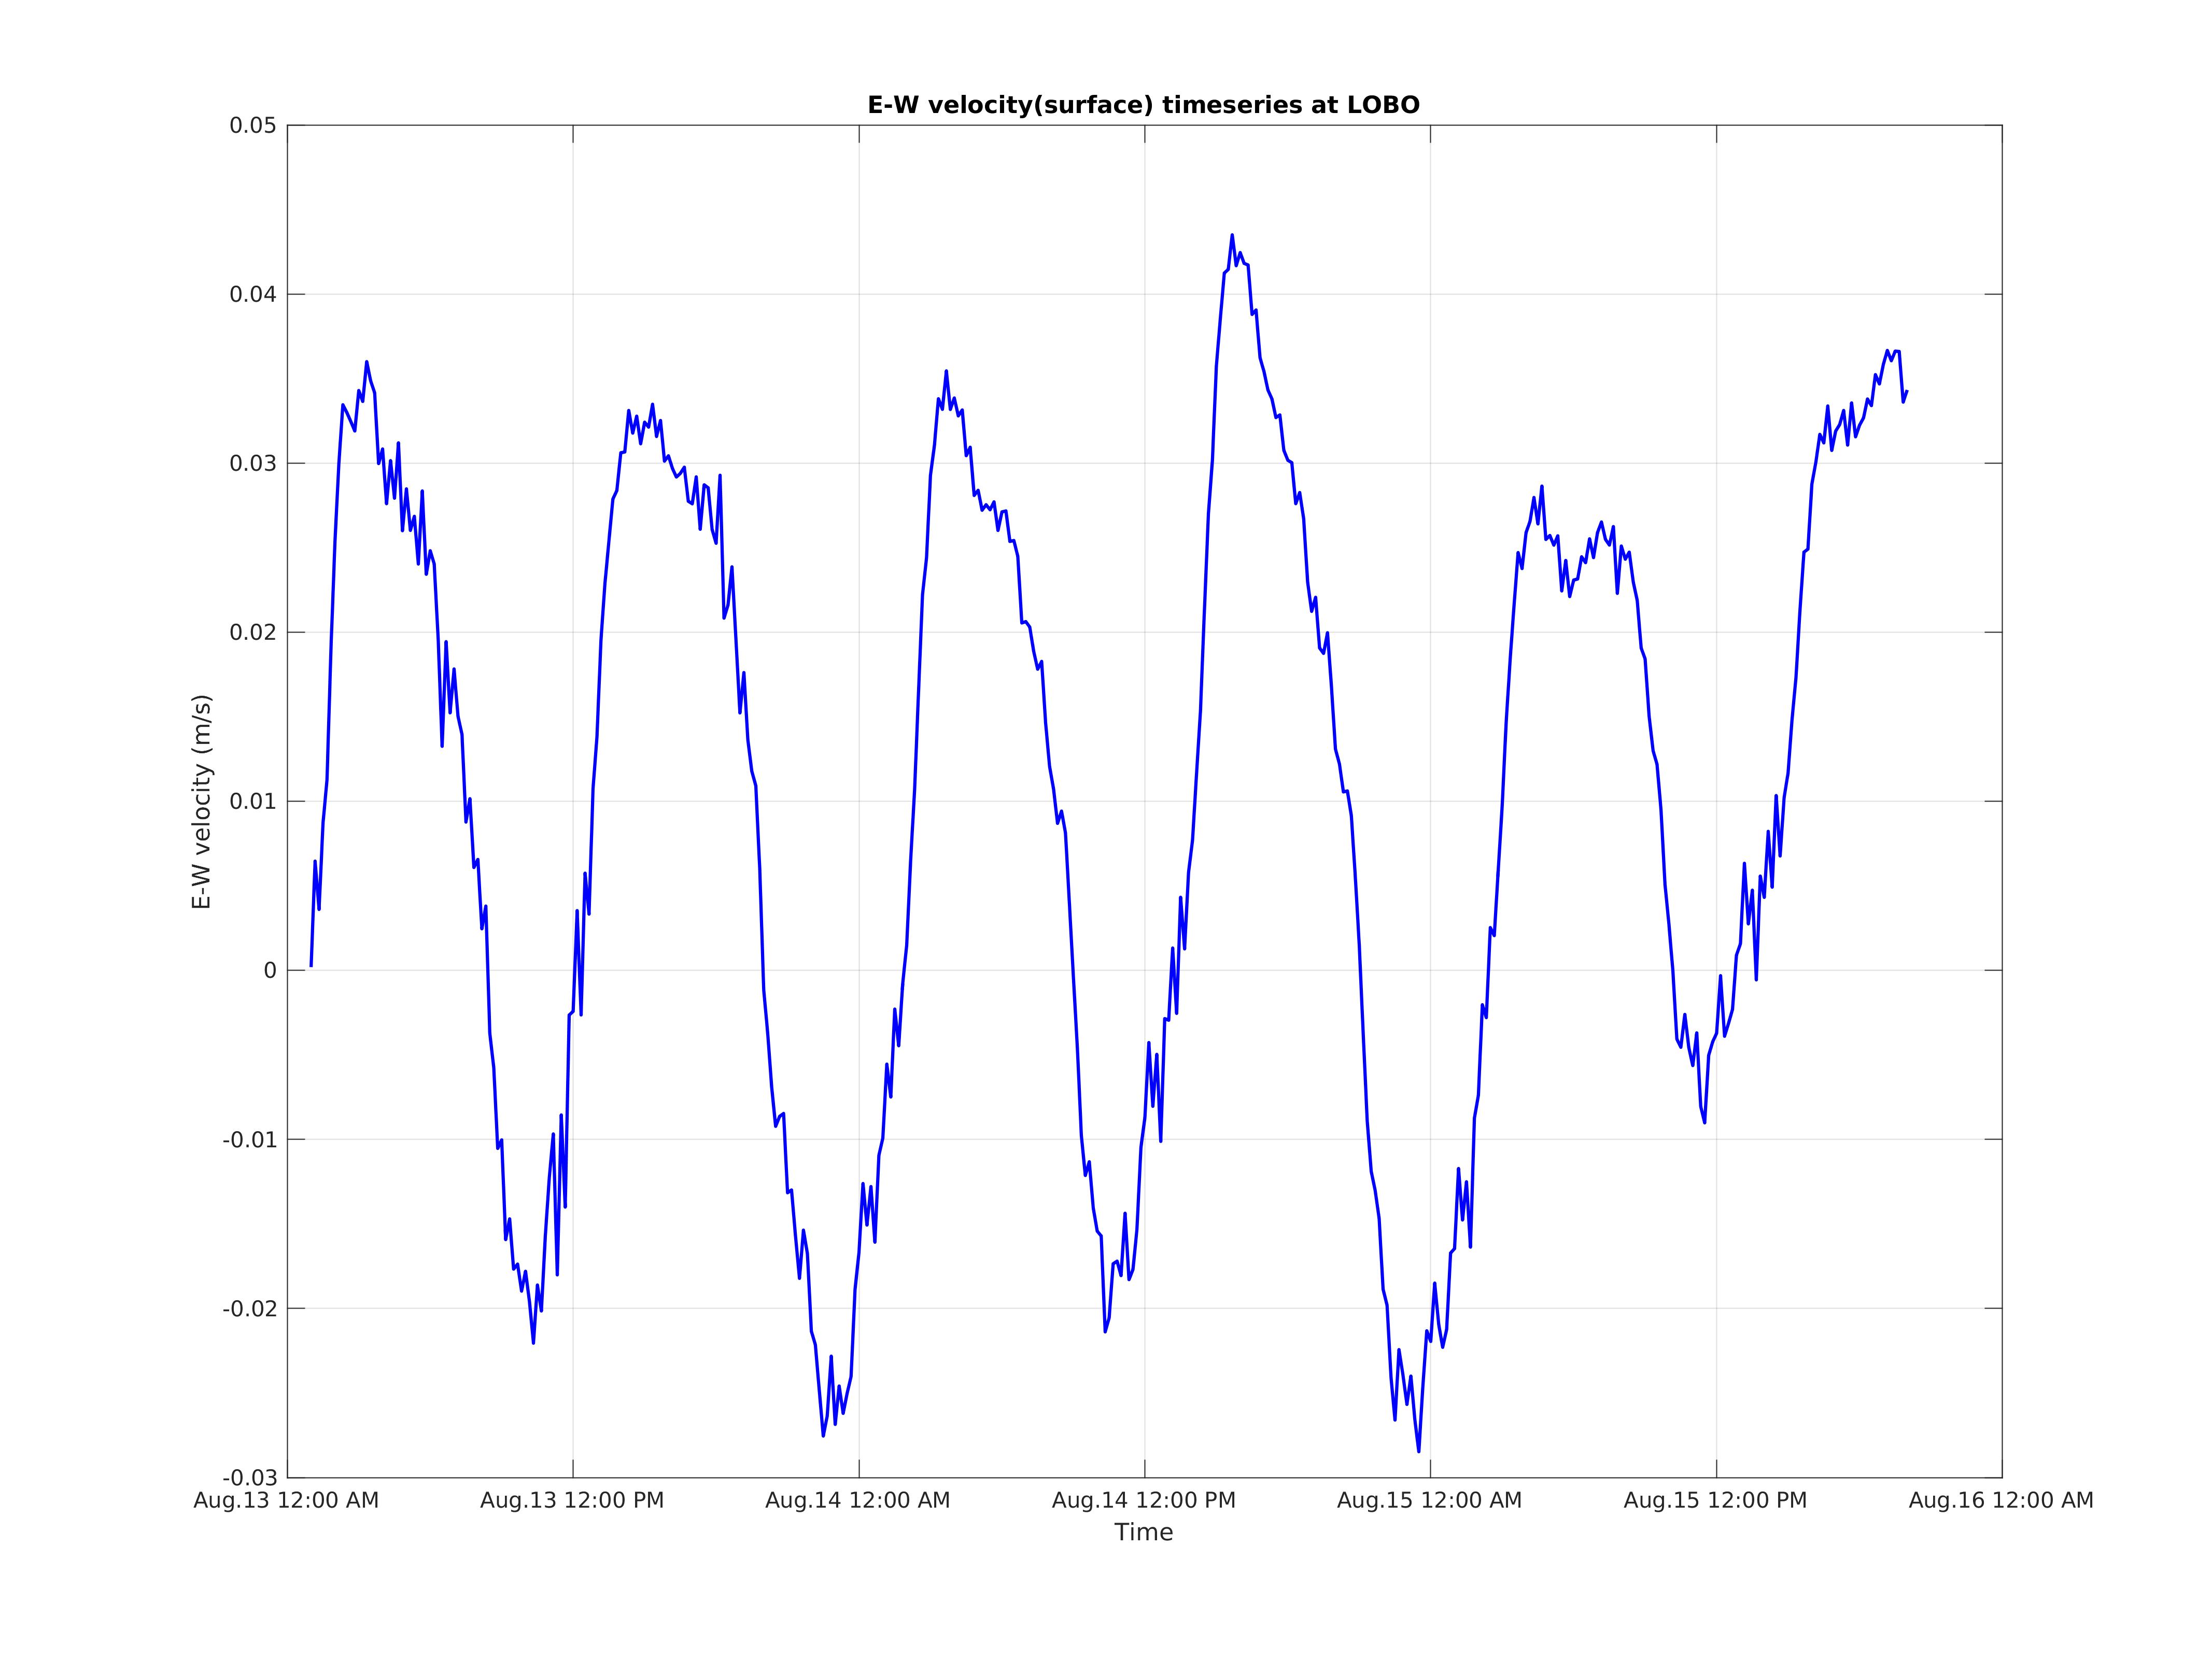 E-W velocity(surface) timeseries at LOBO
0.05
0.04
0.03
0.02
0.01
0
-0.01
-0.02
-0.03
E-W velocity (m/s)
Aug.13 12:00 AM Aug.13 12:00 PM Aug.14 12:00 AM Aug.14 12:00 PM Aug.15 12:00 AM Aug.15 12:00 PM Aug.16 12:00 AM
Time